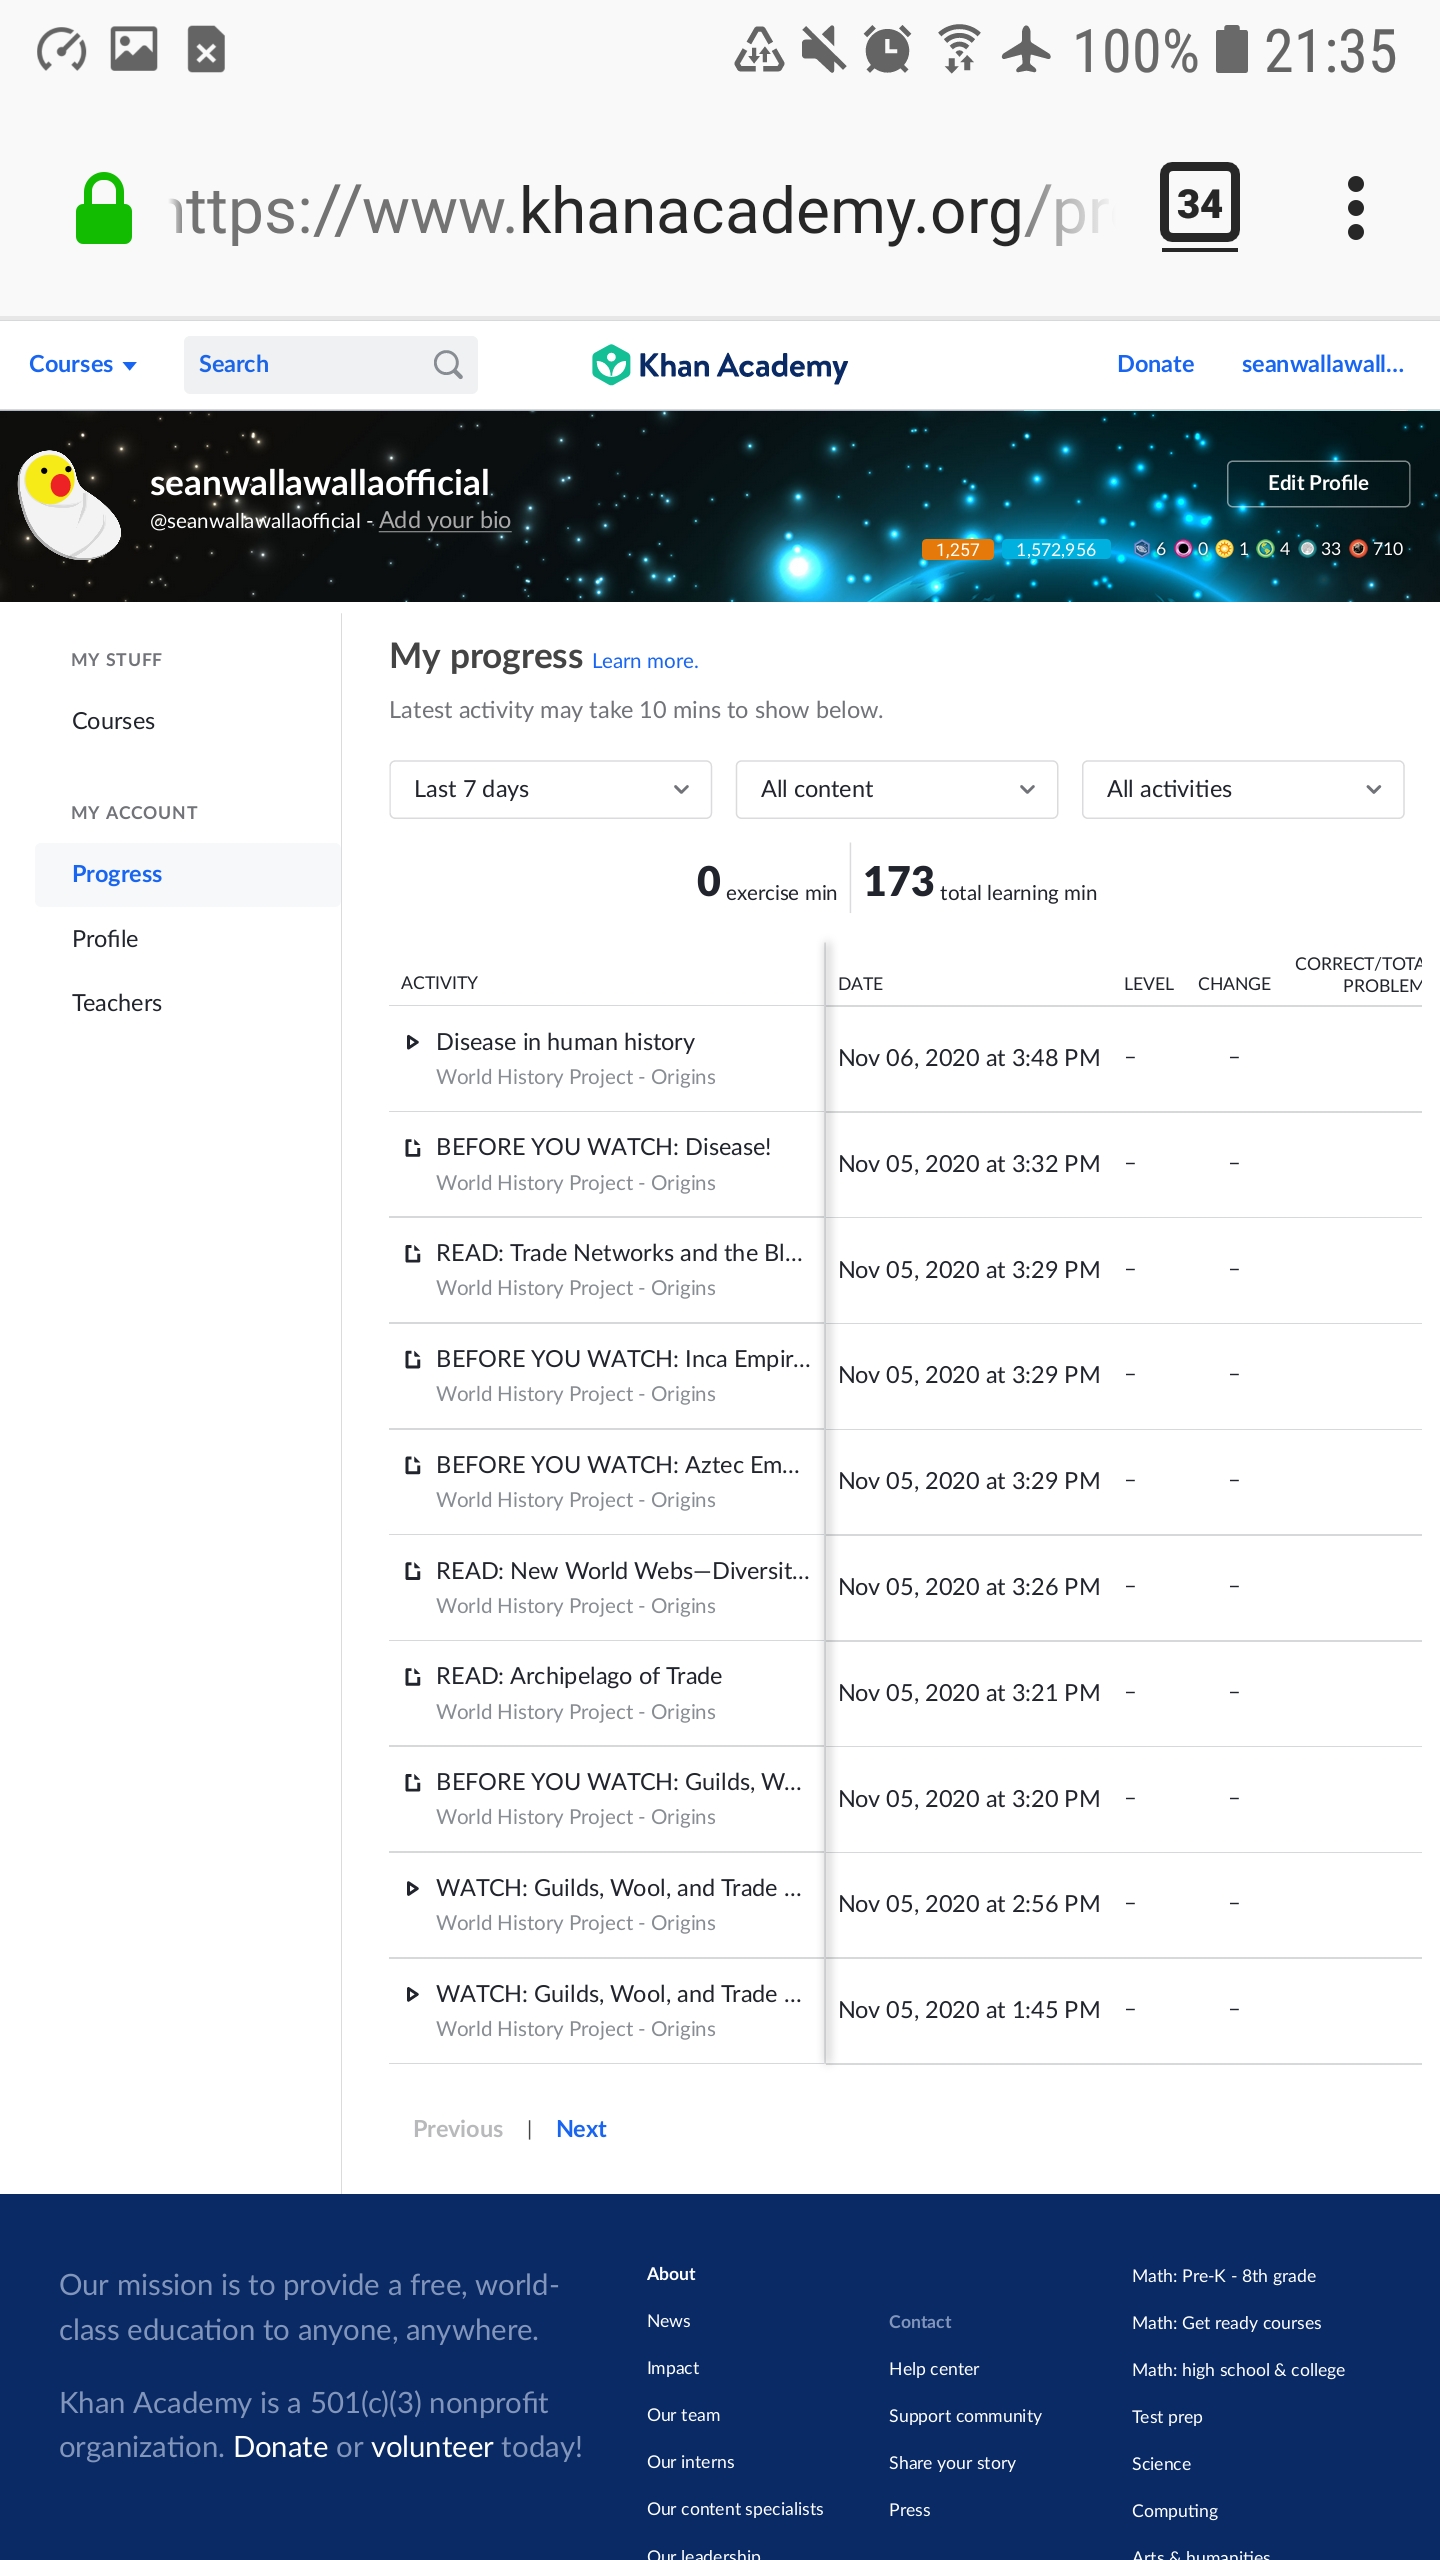 100% 21:35
https://www.khanacademy.org/pr
34
Courses
Search
Khan Academy
Donate
seanwallawall...
seanwallawallaofficial
@seanwallawallaofficial - Add your bio
Edit Profile
1,257 1,572,956 6 0 1 4 33 710
MY STUFF
Courses
MY ACCOUNT
Progress
Profile
Teachers
My progress Learn more.
Latest activity may take 10 mins to show below.
Last 7 days
All content
All activities
0 exercise min
173 total learning min
ACTIVITY DATE LEVEL CHANGE CORRECT/TOTA
PROBLEM
Disease in human history
World History Project - Origins
Nov 06, 2020 at 3:48 PM – –
BEFORE YOU WATCH: Disease!
World History Project - Origins
Nov 05, 2020 at 3:32 PM – –
READ: Trade Networks and the Bl...
World History Project - Origins
Nov 05, 2020 at 3:29 PM – –
BEFORE YOU WATCH: Inca Empir...
World History Project - Origins
Nov 05, 2020 at 3:29 PM – –
BEFORE YOU WATCH: Aztec Em...
World History Project - Origins
Nov 05, 2020 at 3:29 PM – –
READ: New World Webs—Diversit...
World History Project - Origins
Nov 05, 2020 at 3:26 PM – –
READ: Archipelago of Trade
World History Project - Origins
Nov 05, 2020 at 3:21 PM – –
BEFORE YOU WATCH: Guilds, W...
World History Project - Origins
Nov 05, 2020 at 3:20 PM – –
WATCH: Guilds, Wool, and Trade ...
World History Project - Origins
Nov 05, 2020 at 2:56 PM – –
WATCH: Guilds, Wool, and Trade ...
World History Project - Origins
Nov 05, 2020 at 1:45 PM – –
Previous | Next
Our mission is to provide a free, world-
class education to anyone, anywhere.
Khan Academy is a 501(c)(3) nonprofit
organization. Donate or volunteer today!
About
News
Impact
Our team
Our interns
Our content specialists
Our leadership
Contact
Help center
Support community
Share your story
Press
Math: Pre-K - 8th grade
Math: Get ready courses
Math: high school & college
Test prep
Science
Computing
Arts & humanities